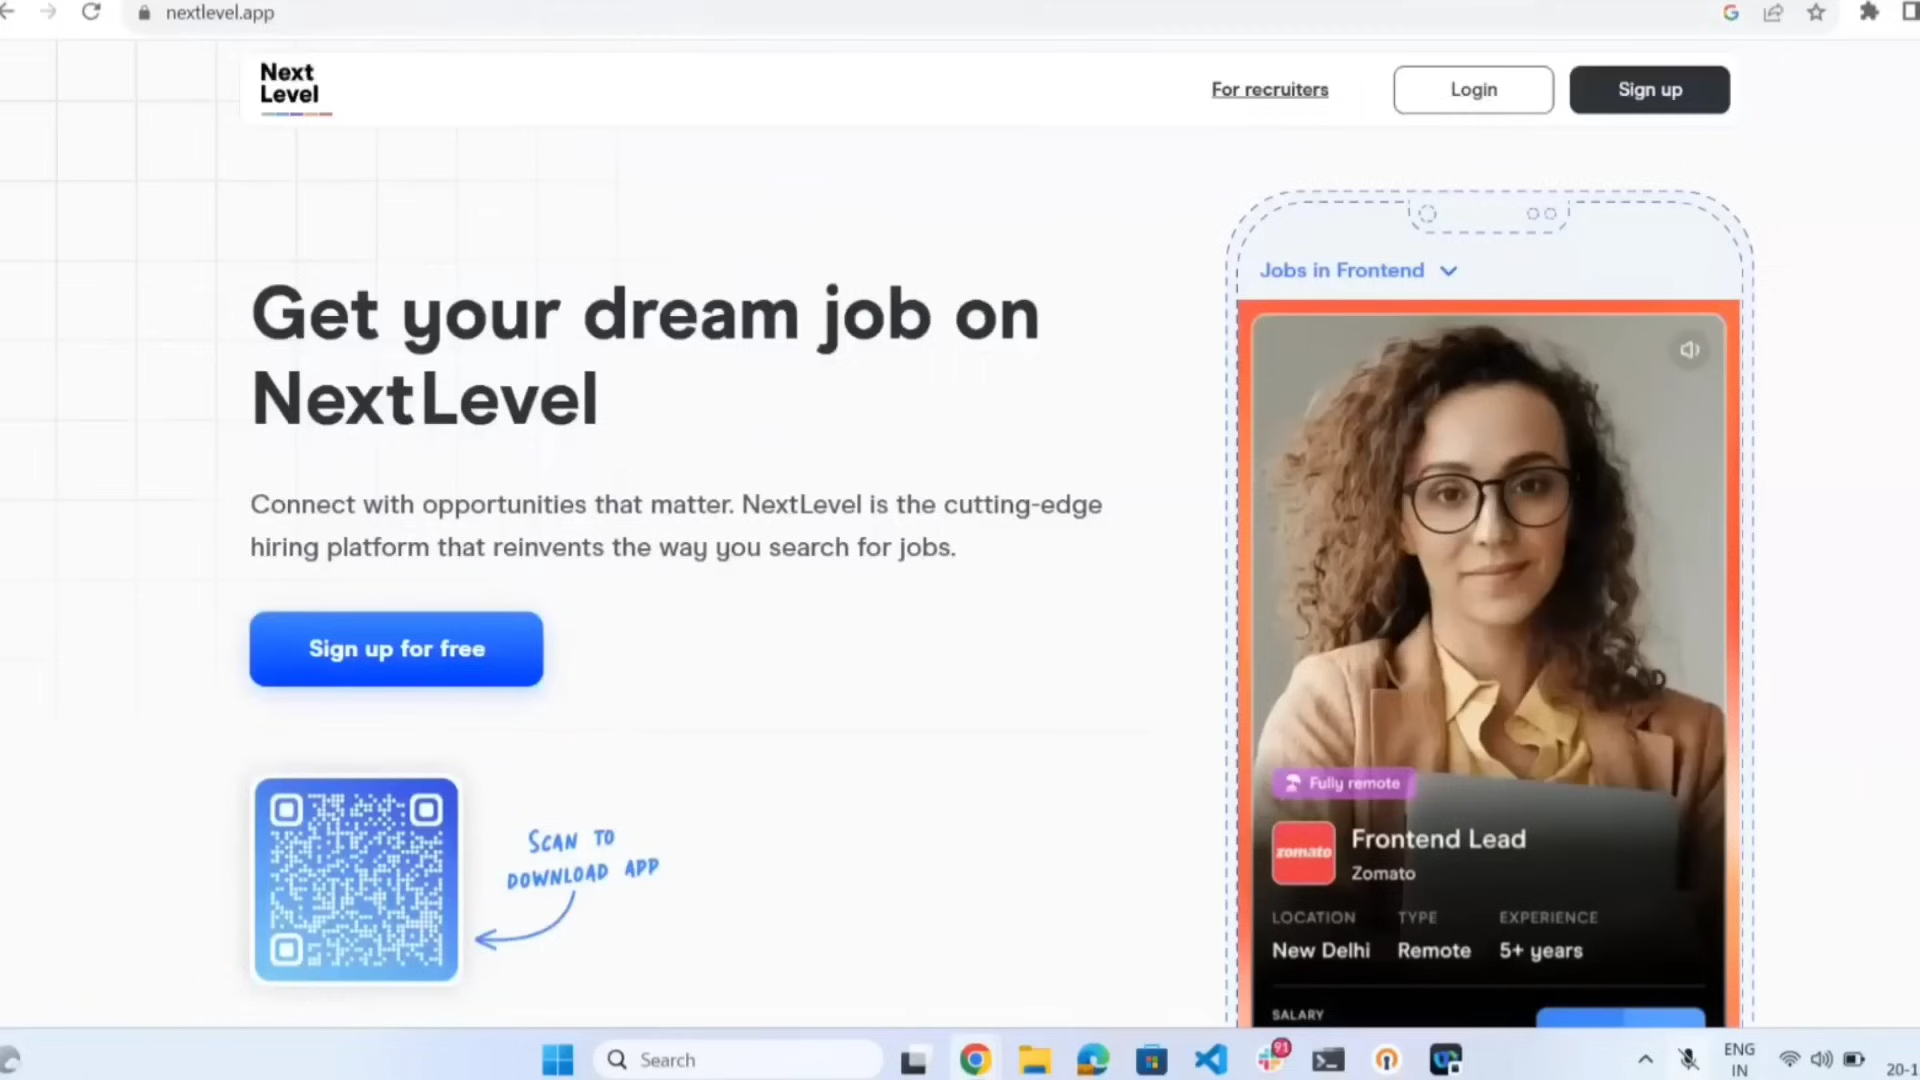 nextlevel.app
Next
Level
For recruiters
Login
Sign up
Get your dream job on
NextLevel
Connect with opportunities that matter. NextLevel is the cutting-edge
hiring platform that reinvents the way you search for jobs.
Sign up for free
SCAN TO
DOWNLOAD APP
Jobs in Frontend
Fully remote
zomato
Frontend Lead
Zomato
LOCATION TYPE EXPERIENCE
New Delhi Remote 5+ years
SALARY
Search
91
ENG
IN
20-1